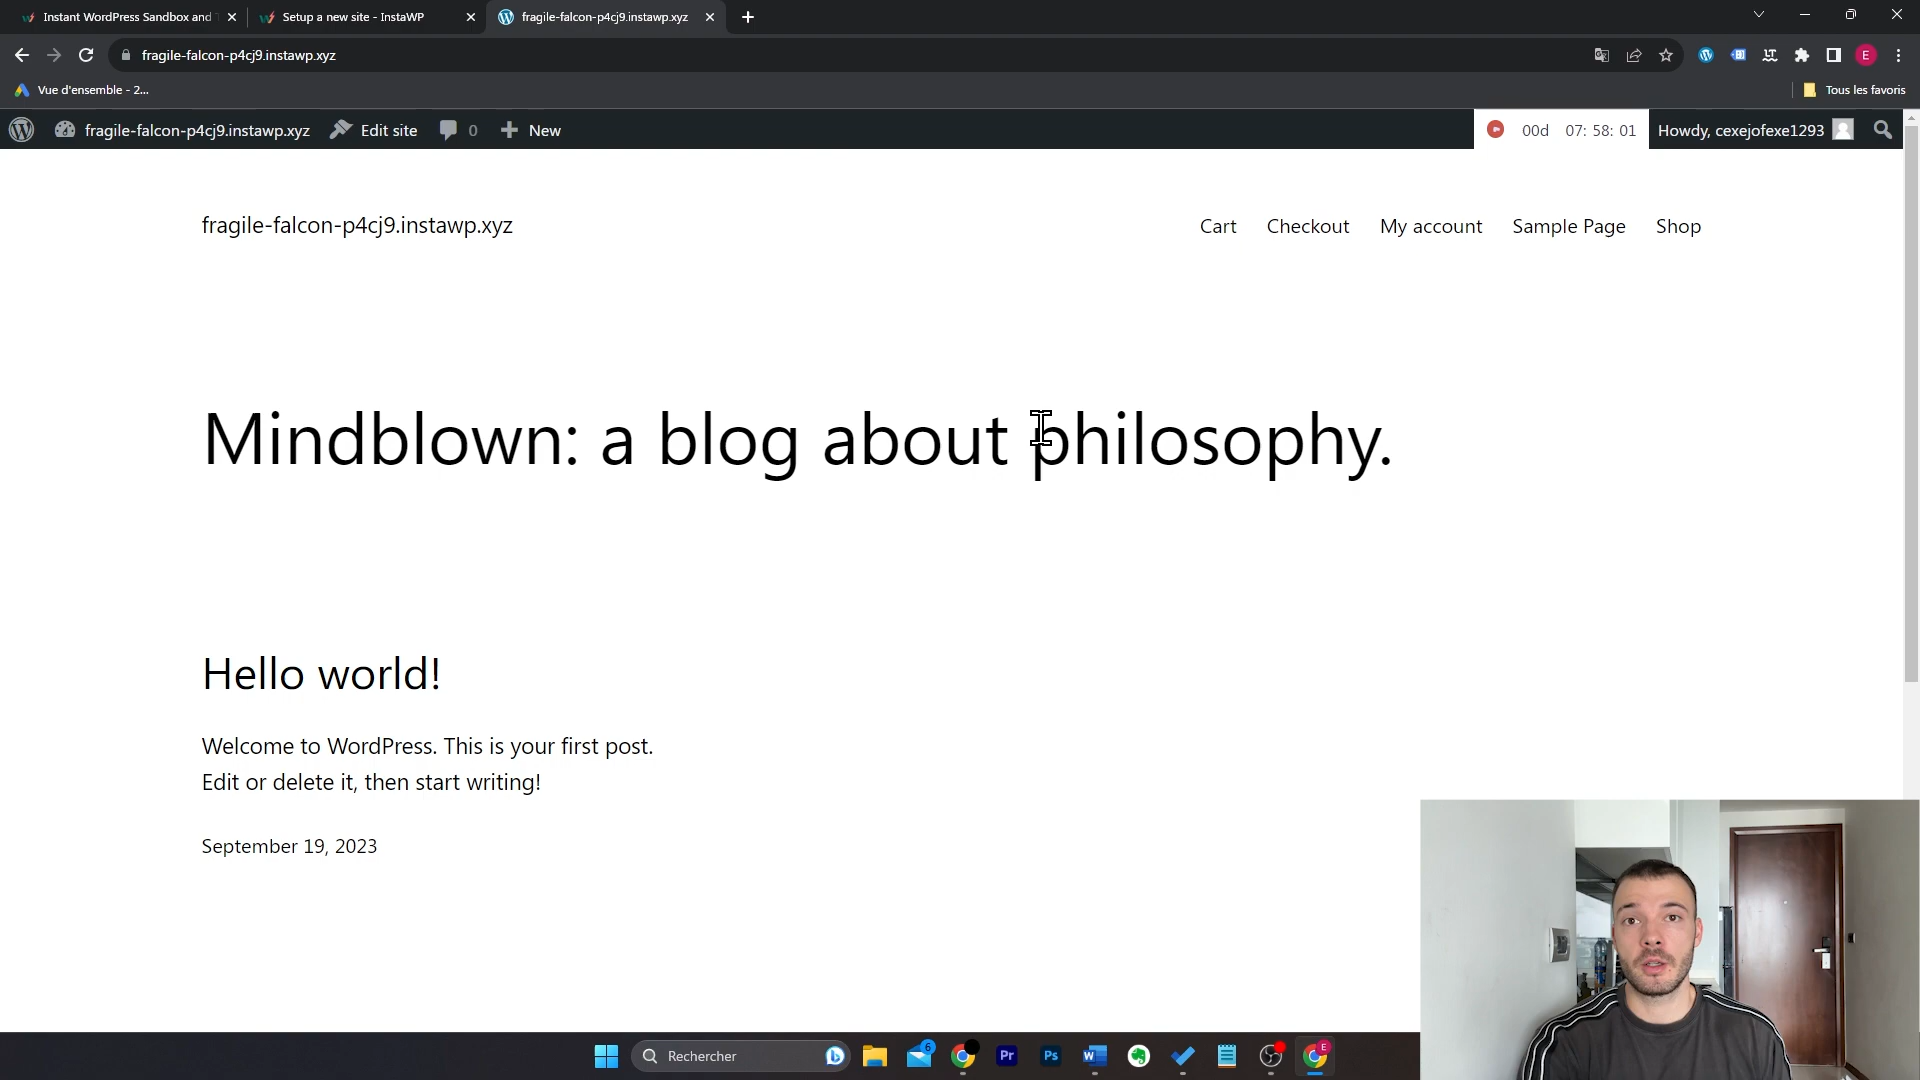 Instant WordPress Sandbox and T
Setup a new site - InstaWP
fragile-falcon-p4cj9.instawp.xyz
fragile-falcon-p4cj9.instawp.xyz
E
Vue d'ensemble - 2...
Tous les favoris
fragile-falcon-p4cj9.instawp.xyz
Edit site
0
New
00d 07: 58: 01
Howdy, cexejofexe1293
fragile-falcon-p4cj9.instawp.xyz
Cart
Checkout
My account
Sample Page
Shop
Mindblown: a blog about philosophy.
Hello world!
Welcome to WordPress. This is your first post.
Edit or delete it, then start writing!
September 19, 2023
Rechercher
6
Pr
Ps
W
E